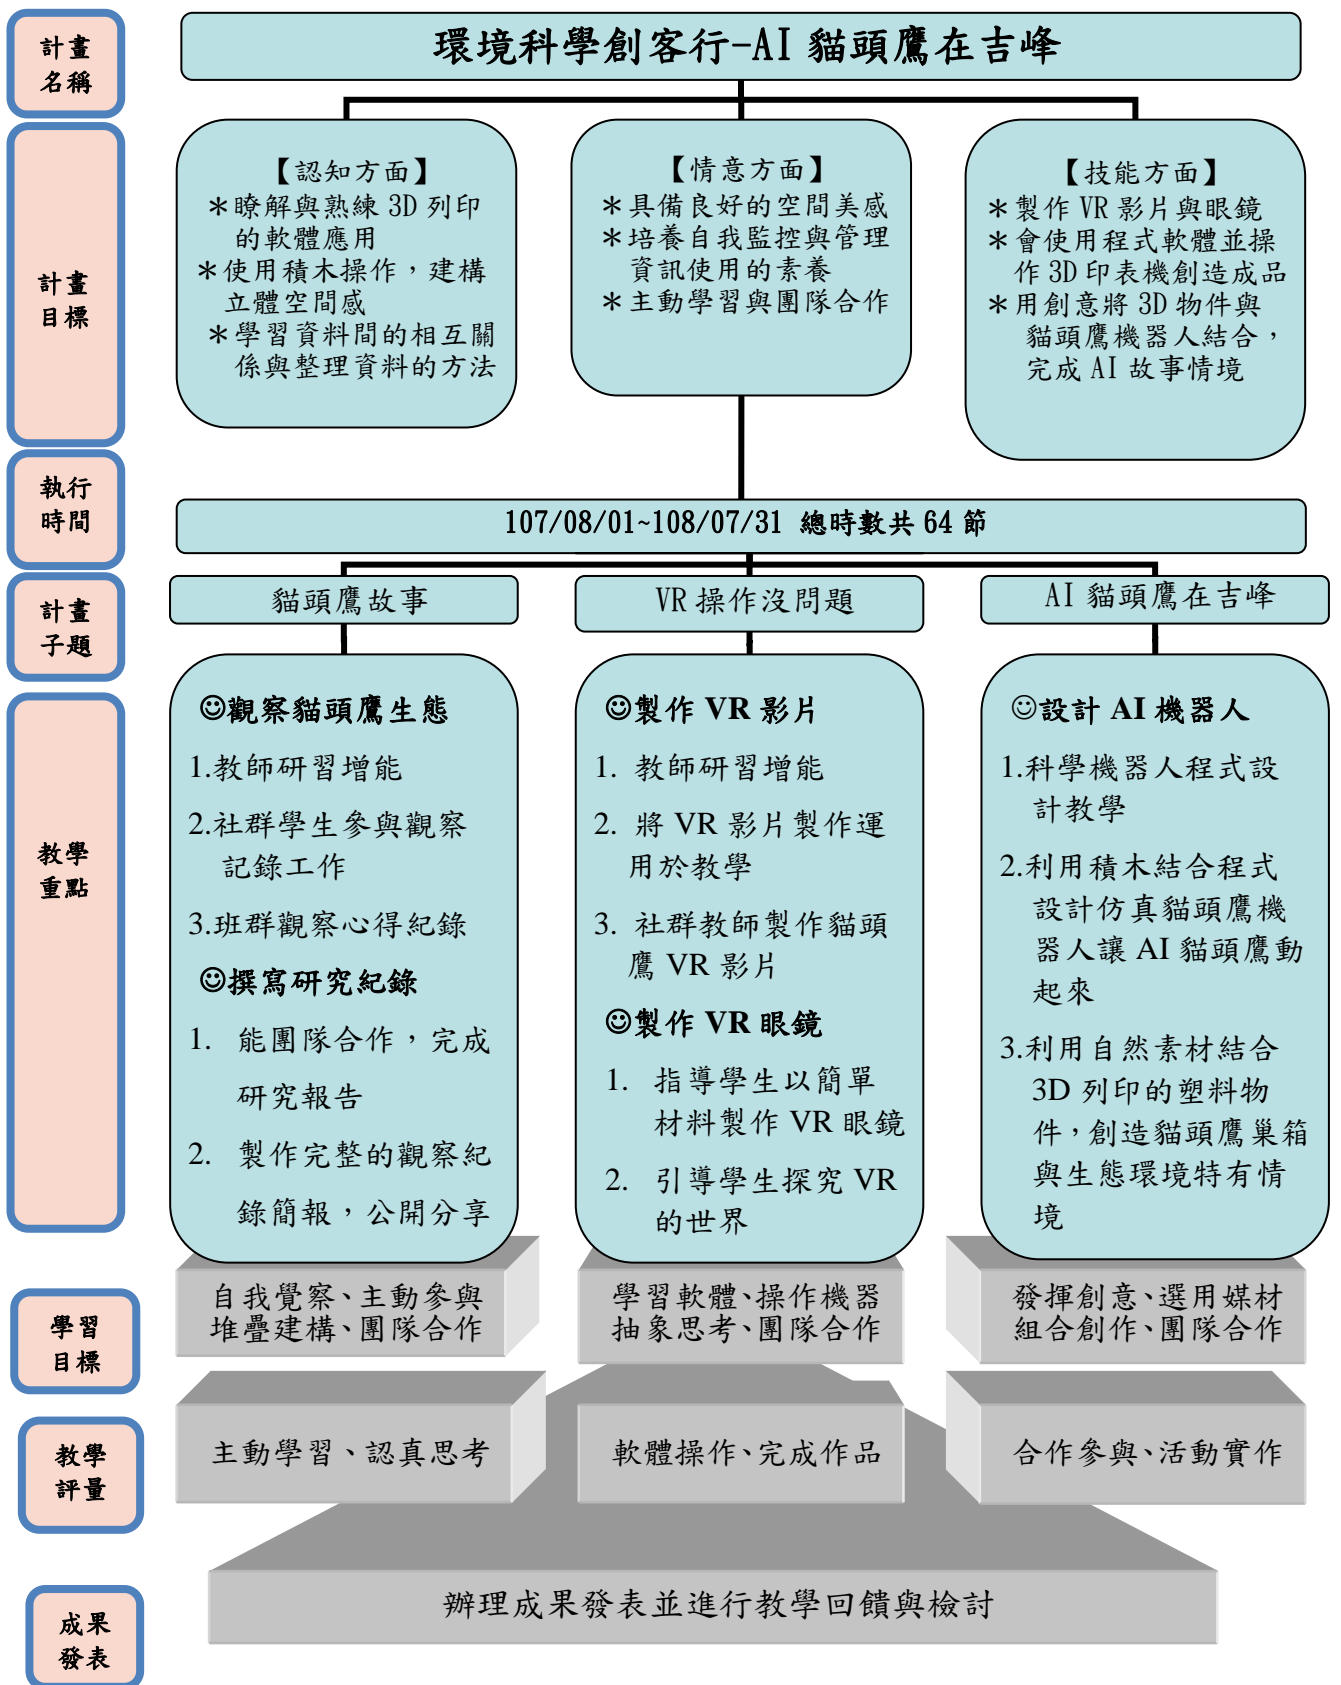 計畫
名稱
環境科學創客行-AI 貓頭鷹在吉峰
計畫
目標
【認知方面】
＊瞭解與熟練 3D 列印
的軟體應用
＊使用積木操作，建構
立體空間感
＊學習資料間的相互關
係與整理資料的方法
【情意方面】
＊具備良好的空間美感
＊培養自我監控與管理
資訊使用的素養
＊主動學習與團隊合作
【技能方面】
＊製作 VR 影片與眼鏡
＊會使用程式軟體並操
作 3D 印表機創造成品
＊用創意將 3D 物件與
貓頭鷹機器人結合，
完成 AI 故事情境
執行
時間
107/08/01~108/07/31 總時數共 64 節
計畫
子題
貓頭鷹故事
VR 操作沒問題
AI 貓頭鷹在吉峰
教學
重點
☺觀察貓頭鷹生態
1.教師研習增能
2.社群學生參與觀察
記錄工作
3.班群觀察心得紀錄
☺撰寫研究紀錄
1. 能團隊合作，完成
研究報告
2. 製作完整的觀察紀
錄簡報，公開分享
☺製作 VR 影片
1. 教師研習增能
2. 將 VR 影片製作運
用於教學
3. 社群教師製作貓頭
鷹 VR 影片
☺製作 VR 眼鏡
1. 指導學生以簡單
材料製作 VR 眼鏡
2. 引導學生探究 VR
的世界
☺設計 AI 機器人
1.科學機器人程式設
計教學
2.利用積木結合程式
設計仿真貓頭鷹機
器人讓 AI 貓頭鷹動
起來
3.利用自然素材結合
3D 列印的塑料物
件，創造貓頭鷹巢箱
與生態環境特有情
境
學習
目標
自我覺察、主動參與
堆疊建構、團隊合作
學習軟體、操作機器
抽象思考、團隊合作
發揮創意、選用媒材
組合創作、團隊合作
教學
評量
主動學習、認真思考
軟體操作、完成作品
合作參與、活動實作
成果
發表
辦理成果發表並進行教學回饋與檢討